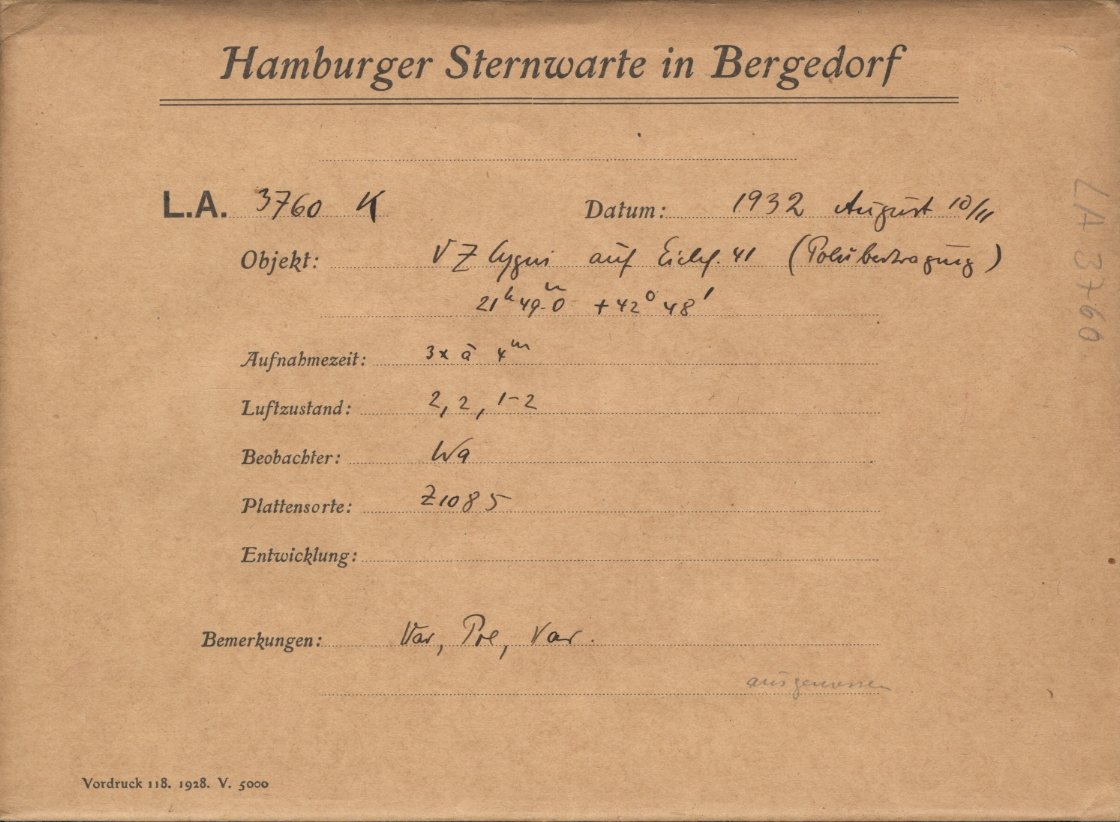 Hamburger Sternwarte in Bergedorf
L.A. 3760 K
Datum: 1932 August 10/11
Objekt: VZ Cygni auf Eichf. 41 (Polübertragung)
21h 49.m0 +42° 48'
Aufnahmezeit: 3x à 4m
Luftzustand: 2, 2, 1-2
Beobachter: Wa
Plattensorte: Z1085
Entwicklung:
Bemerkungen: Var, Pol, Var.
ausgemessen
Vordruck 118. 1928. V. 5000
LA 3760